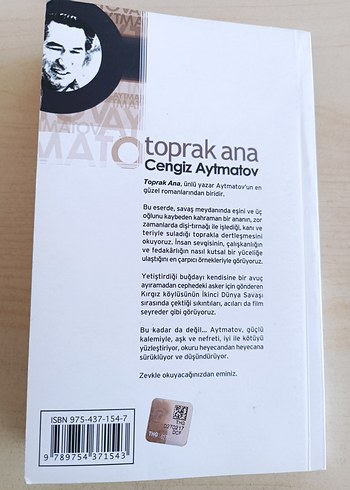 toprak ana
Cengiz Aytmatov
Toprak Ana, ünlü yazar Aytmatov'un en
güzel romanlarından biridir.
Bu eserde, savaş meydanında eşini ve üç
oğlunu kaybeden kahraman bir ananın, zor
zamanlarda dişi-tırnağı ile işlediği, kanı ve
teriyle suladığı toprakla dertleşmesini
okuyoruz. İnsan sevgisinin, çalışkanlığın
ve fedakârlığın nasıl kutsal bir yüceliğe
ulaştığını en çarpıcı örnekleriyle görüyoruz.
Yetiştirdiği buğdayı kendisine bir avuç
ayıramadan cephedeki asker için gönderen
Kırgız köylüsünün İkinci Dünya Savaşı
sırasında çektiği sıkıntıları, acıları da film
seyreder gibi görüyoruz.
Bu kadar da değil... Aytmatov, güçlü
kalemiyle, aşk ve nefreti, iyi ile kötüyü
yüzleştiriyor, okuru heyecandan heyecana
sürüklüyor ve düşündürüyor.
Zevkle okuyacağınızdan eminiz.
ISBN 975-437-154-7
9 789754 371543